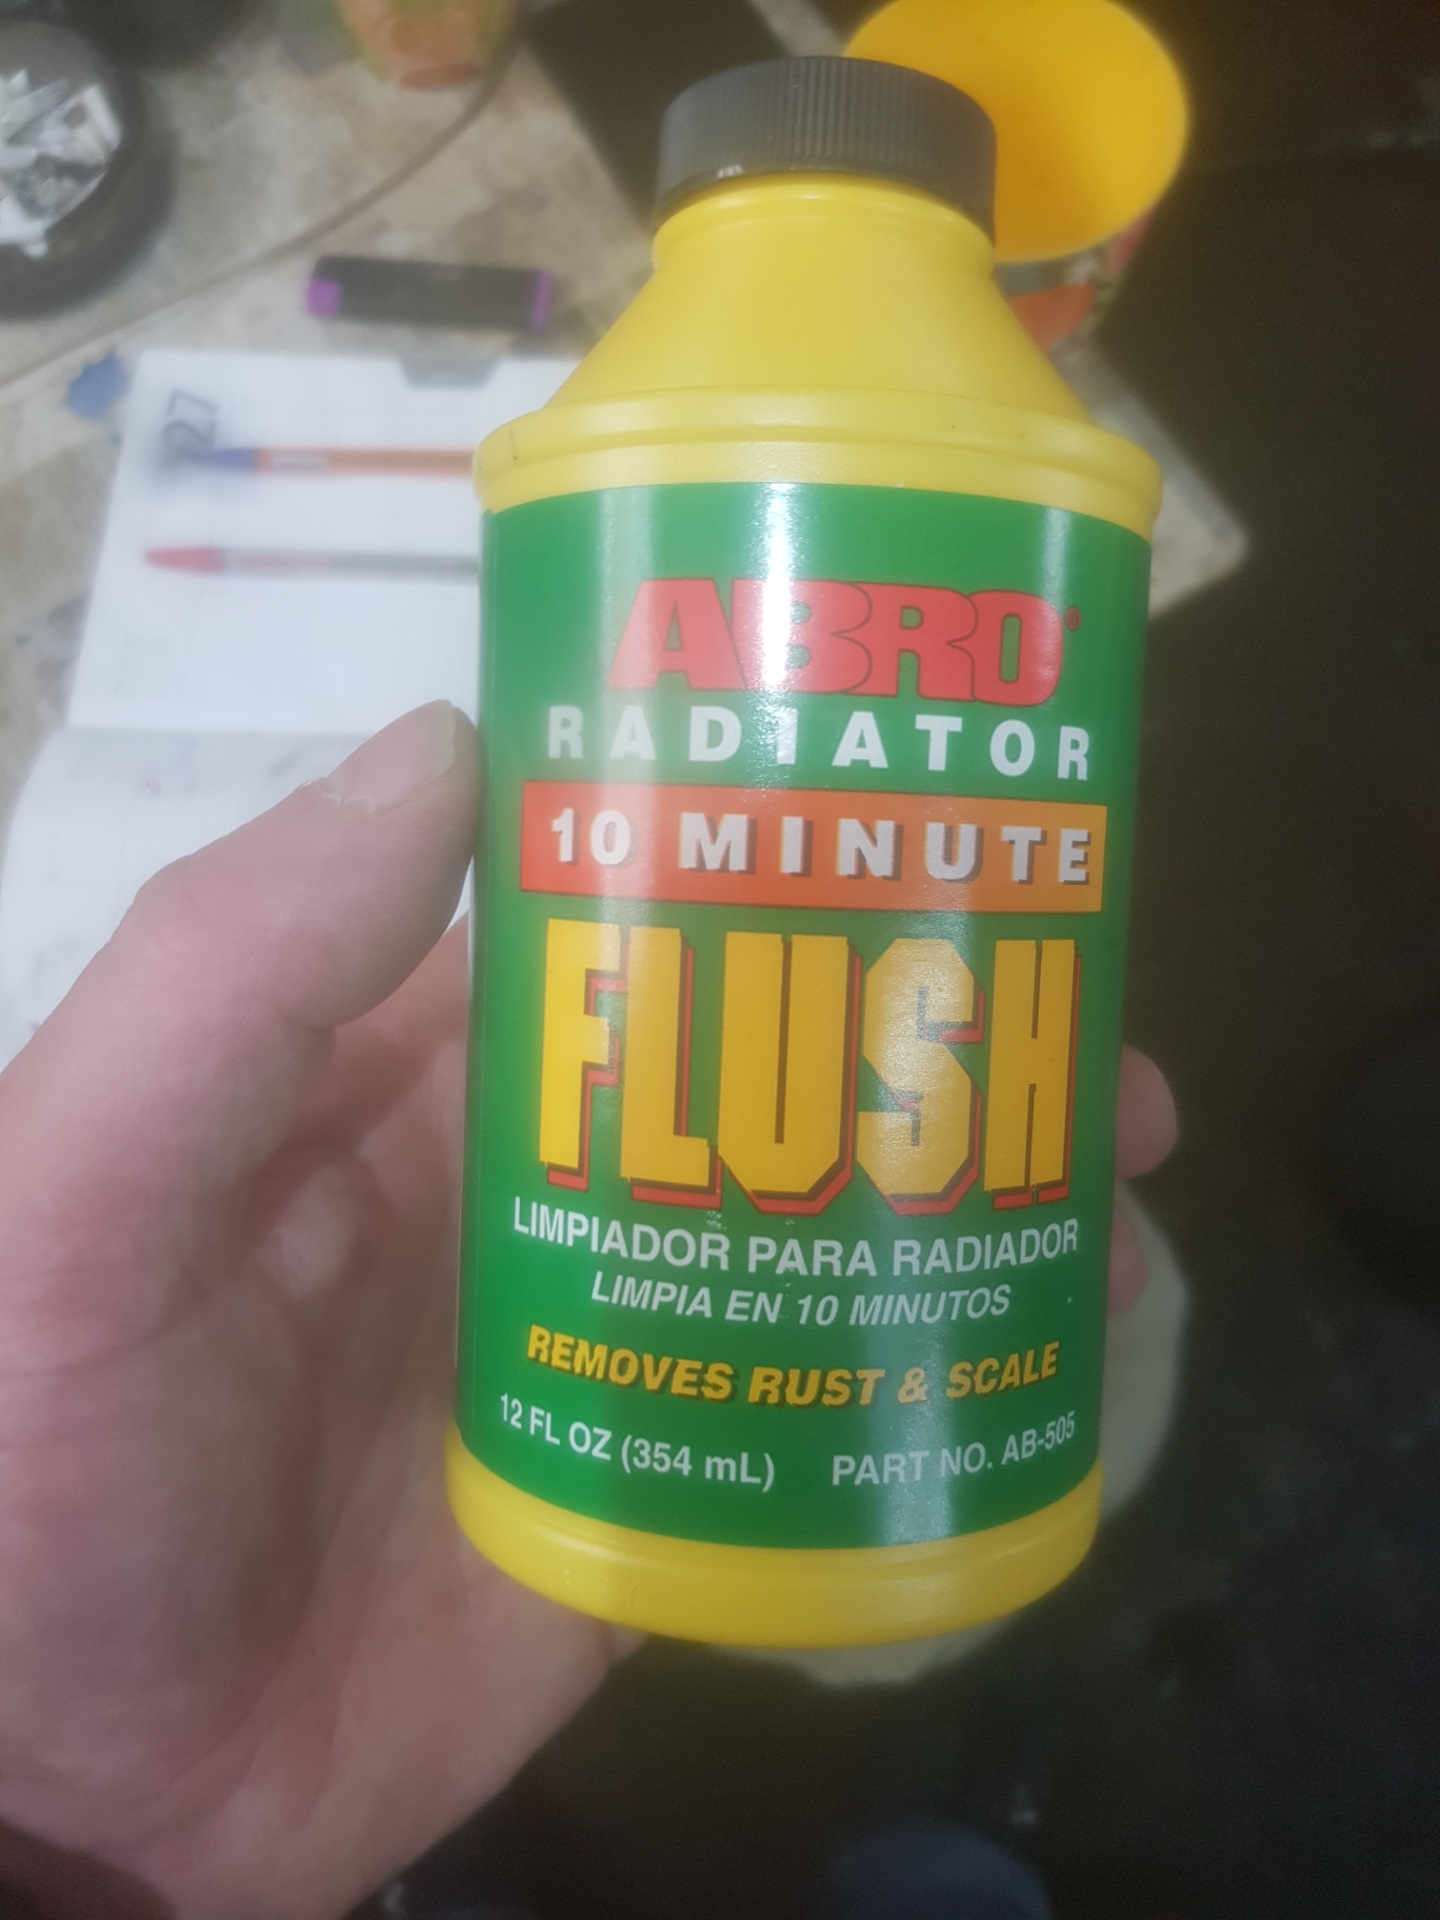 ABRO®
RADIATOR
10 MINUTE
FLUSH
LIMPIADOR PARA RADIADOR
LIMPIA EN 10 MINUTOS
REMOVES RUST & SCALE
12 FL OZ (354 mL) PART NO. AB-505